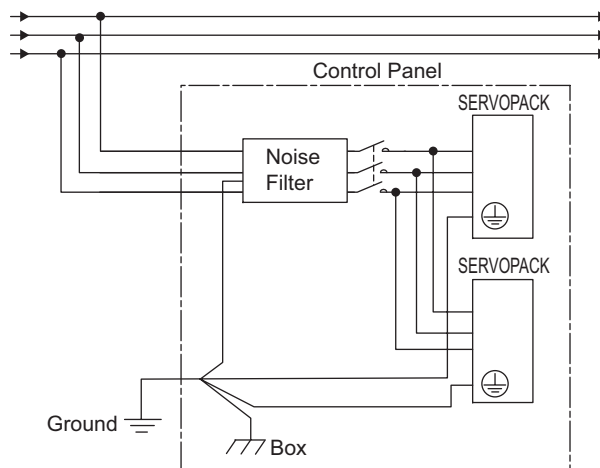 Control Panel
SERVOPACK
Noise
Filter
SERVOPACK
Ground
Box